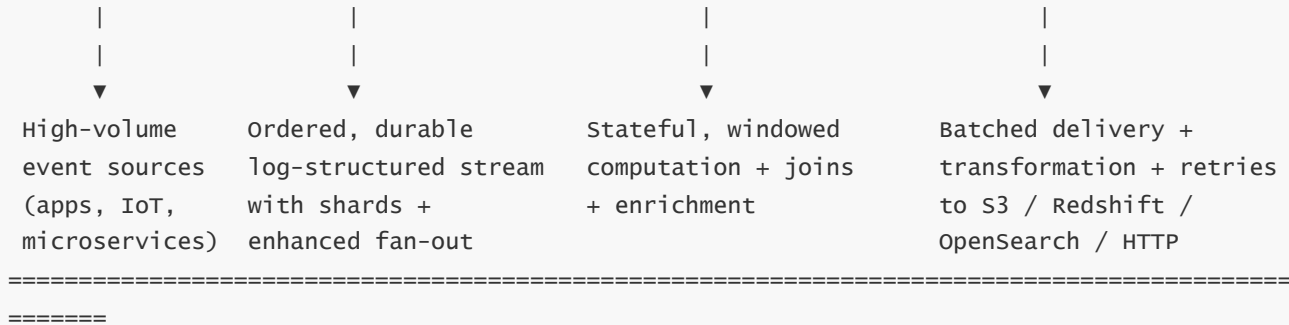 | | | |
| | | |
▼ ▼ ▼ ▼
High-volume Ordered, durable Stateful, windowed Batched delivery +
event sources log-structured stream computation + joins transformation + retries
(apps, IoT, with shards + + enrichment to S3 / Redshift /
microservices) enhanced fan-out OpenSearch / HTTP
===========================================================================================
=======